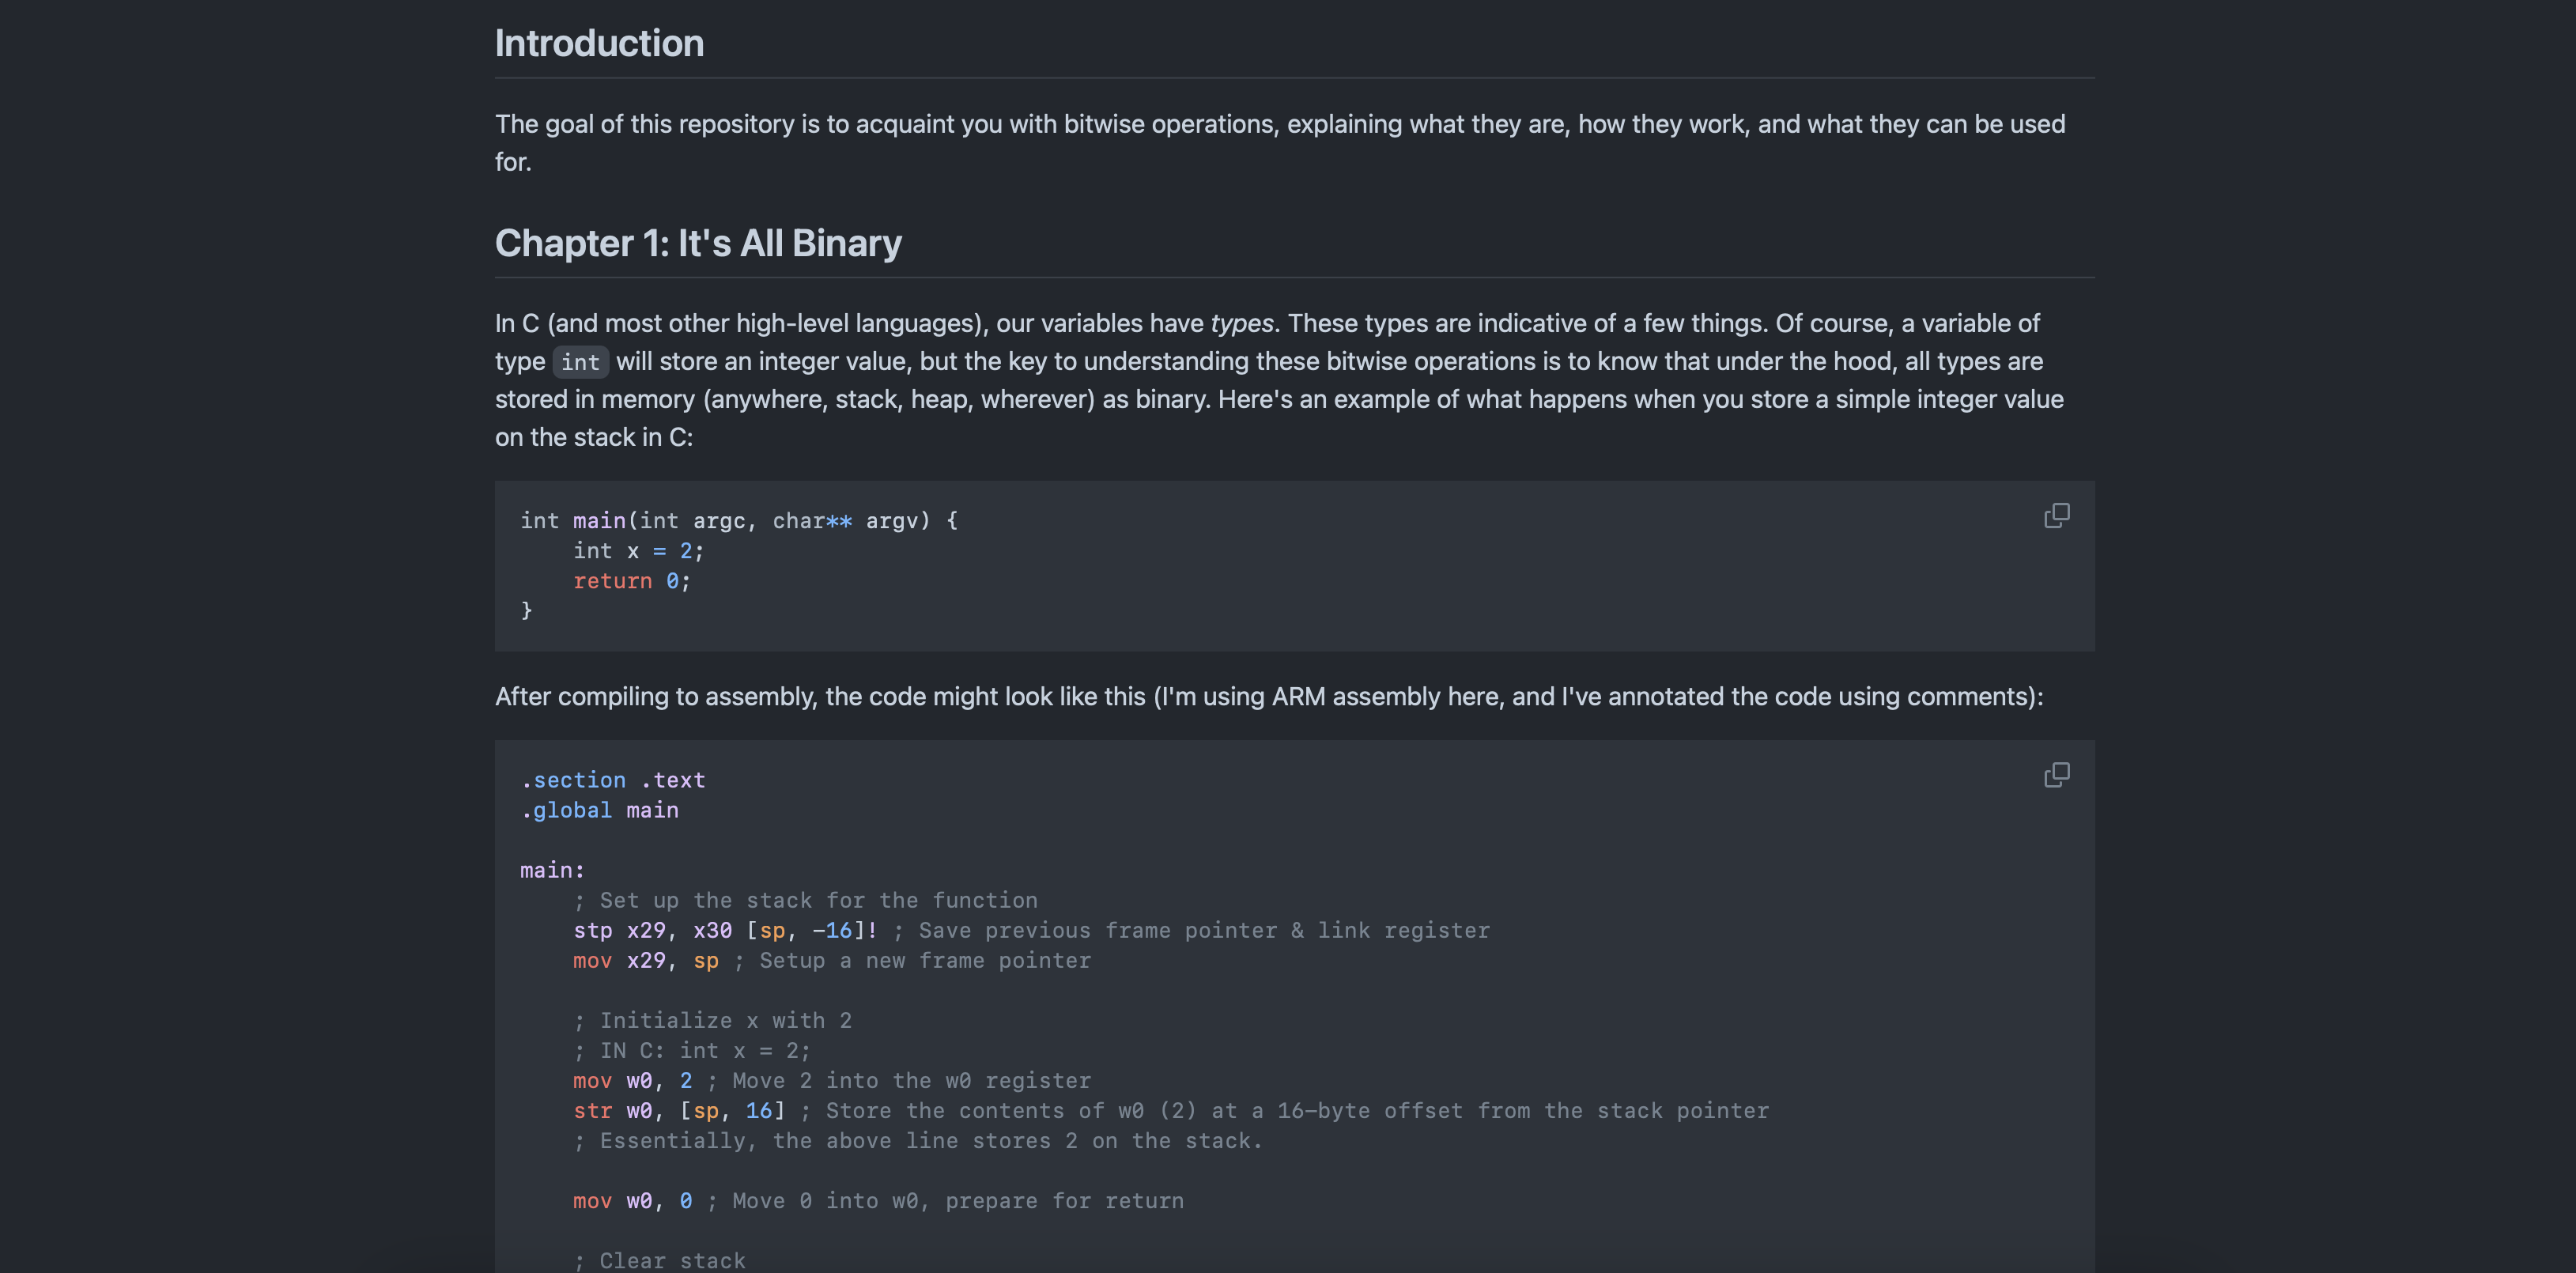 Introduction
The goal of this repository is to acquaint you with bitwise operations, explaining what they are, how they work, and what they can be used
for.
Chapter 1: It's All Binary
In C (and most other high-level languages), our variables have types. These types are indicative of a few things. Of course, a variable of
type int will store an integer value, but the key to understanding these bitwise operations is to know that under the hood, all types are
stored in memory (anywhere, stack, heap, wherever) as binary. Here's an example of what happens when you store a simple integer value
on the stack in C:
int main(int argc, char** argv) {
    int x = 2;
    return 0;
}
After compiling to assembly, the code might look like this (I'm using ARM assembly here, and I've annotated the code using comments):
.section .text
.global main
main:
    ; Set up the stack for the function
    stp x29, x30 [sp, -16]! ; Save previous frame pointer & link register
    mov x29, sp ; Setup a new frame pointer
    ; Initialize x with 2
    ; IN C: int x = 2;
    mov w0, 2 ; Move 2 into the w0 register
    str w0, [sp, 16] ; Store the contents of w0 (2) at a 16-byte offset from the stack pointer
    ; Essentially, the above line stores 2 on the stack.
    mov w0, 0 ; Move 0 into w0, prepare for return
    ; Clear stack